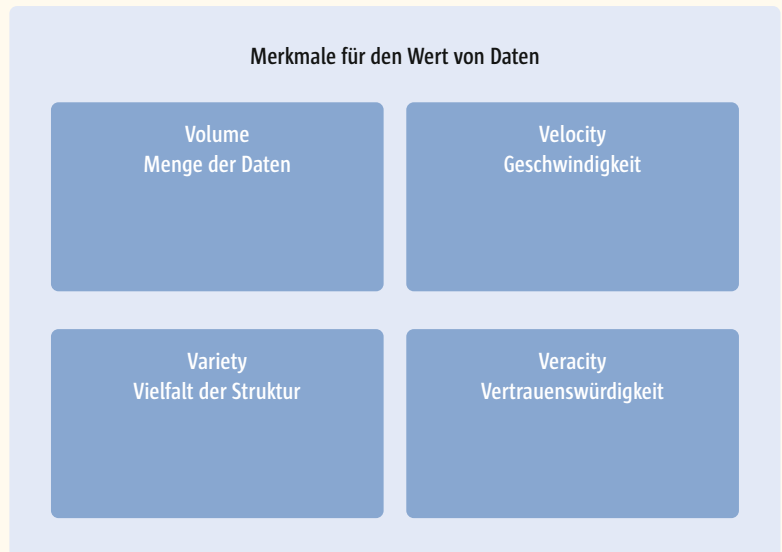 Merkmale für den Wert von Daten
Volume
Menge der Daten
Velocity
Geschwindigkeit
Variety
Vielfalt der Struktur
Veracity
Vertrauenswürdigkeit